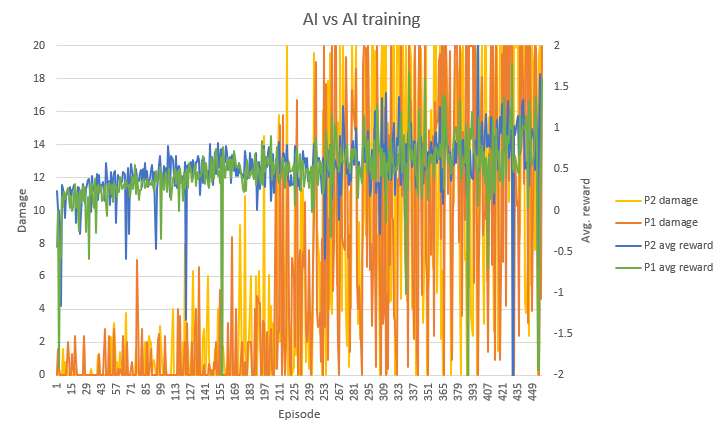 AI vs AI training
20
18
16
14
12
10
8
6
4
2
0
Damage
2
1.5
1
0.5
0
-0.5
-1
-1.5
-2
Avg. reward
1 15 29 43 57 71 85 99 113 127 141 155 169 183 197 211 225 239 253 267 281 295 309 323 337 351 365 379 393 407 421 435 449
Episode
P2 damage
P1 damage
P2 avg reward
P1 avg reward